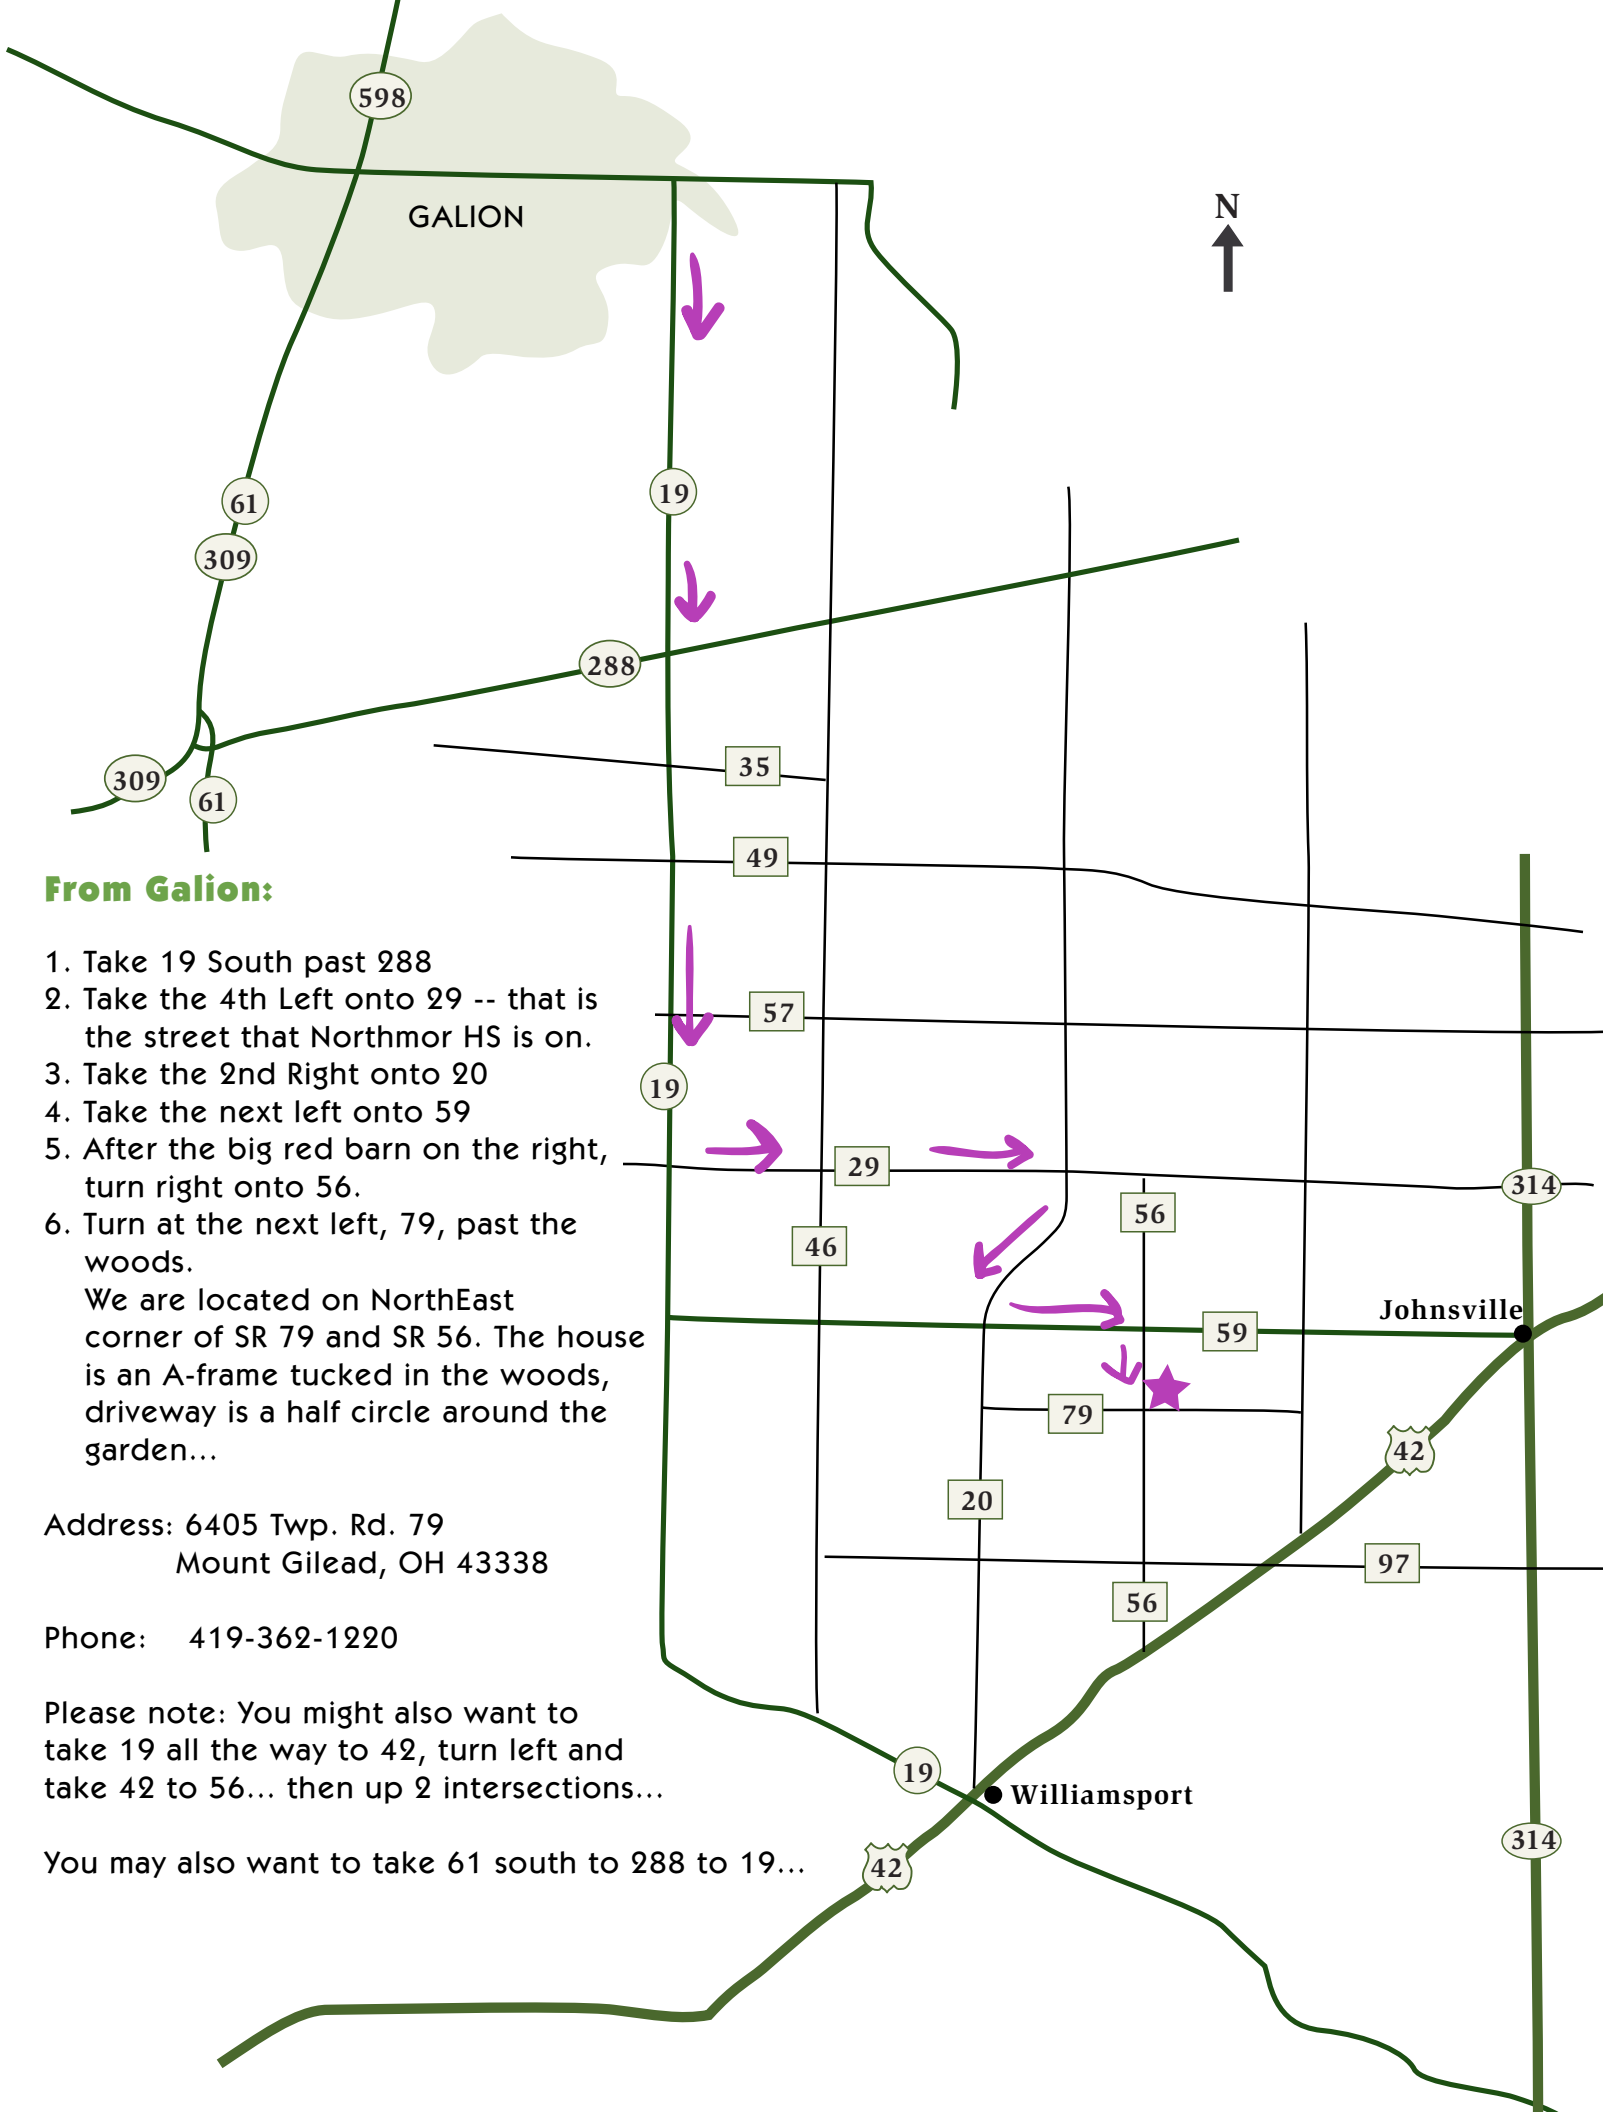 598
GALION
N
19
61
309
288
35
309
61
49
From Galion:
1. Take 19 South past 288
2. Take the 4th Left onto 29 -- that is
the street that Northmor HS is on.
3. Take the 2nd Right onto 20
4. Take the next left onto 59
5. After the big red barn on the right,
turn right onto 56.
6. Turn at the next left, 79, past the
woods.
We are located on NorthEast
corner of SR 79 and SR 56. The house
is an A-frame tucked in the woods,
driveway is a half circle around the
garden...
Address: 6405 Twp. Rd. 79
Mount Gilead, OH 43338
Phone: 419-362-1220
Please note: You might also want to
take 19 all the way to 42, turn left and
take 42 to 56... then up 2 intersections...
You may also want to take 61 south to 288 to 19...
57
19
29
314
56
46
Johnsville
59
79
42
20
97
56
19
Williamsport
314
42